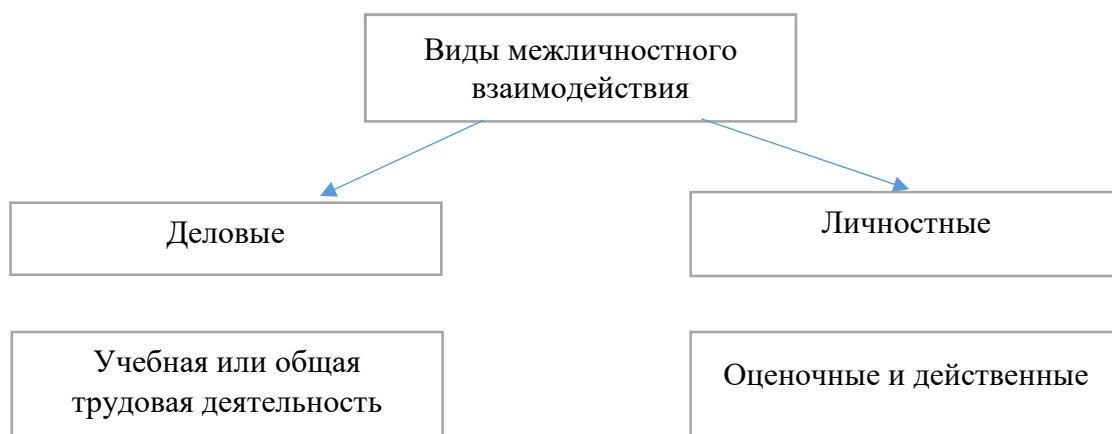 Виды межличностного
взаимодействия
Деловые
Личностные
Учебная или общая
трудовая деятельность
Оценочные и действенные